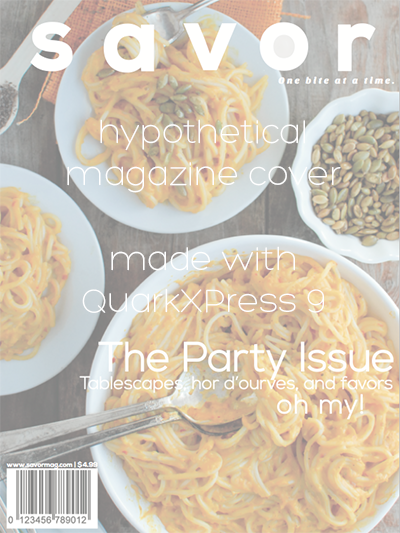 savor
One bite at a time.
hypothetical
magazine cover
made with
QuarkXPress 9
The Party Issue
Tablescapes, hor d'ourves, and favors
oh my!
www.savormag.com | $4.99
0 123456 789012